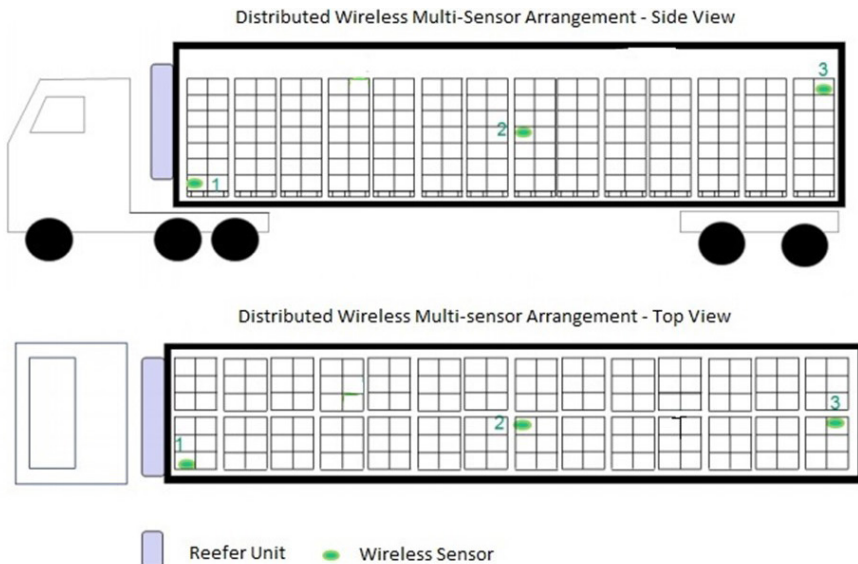 Distributed Wireless Multi-Sensor Arrangement - Side View
3
2
1
Distributed Wireless Multi-sensor Arrangement - Top View
3
2
1
Reefer Unit
Wireless Sensor